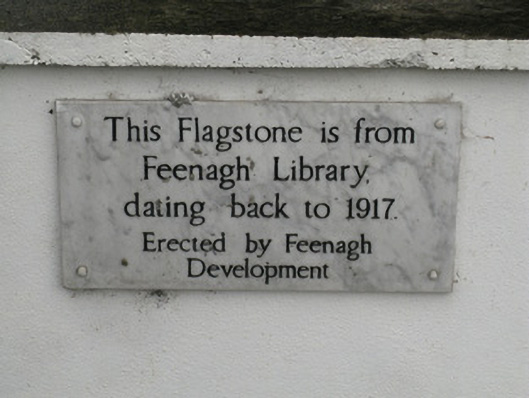 This Flagstone is from
Feenagh Library,
dating back to 1917.
Erected by Feenagh
Development